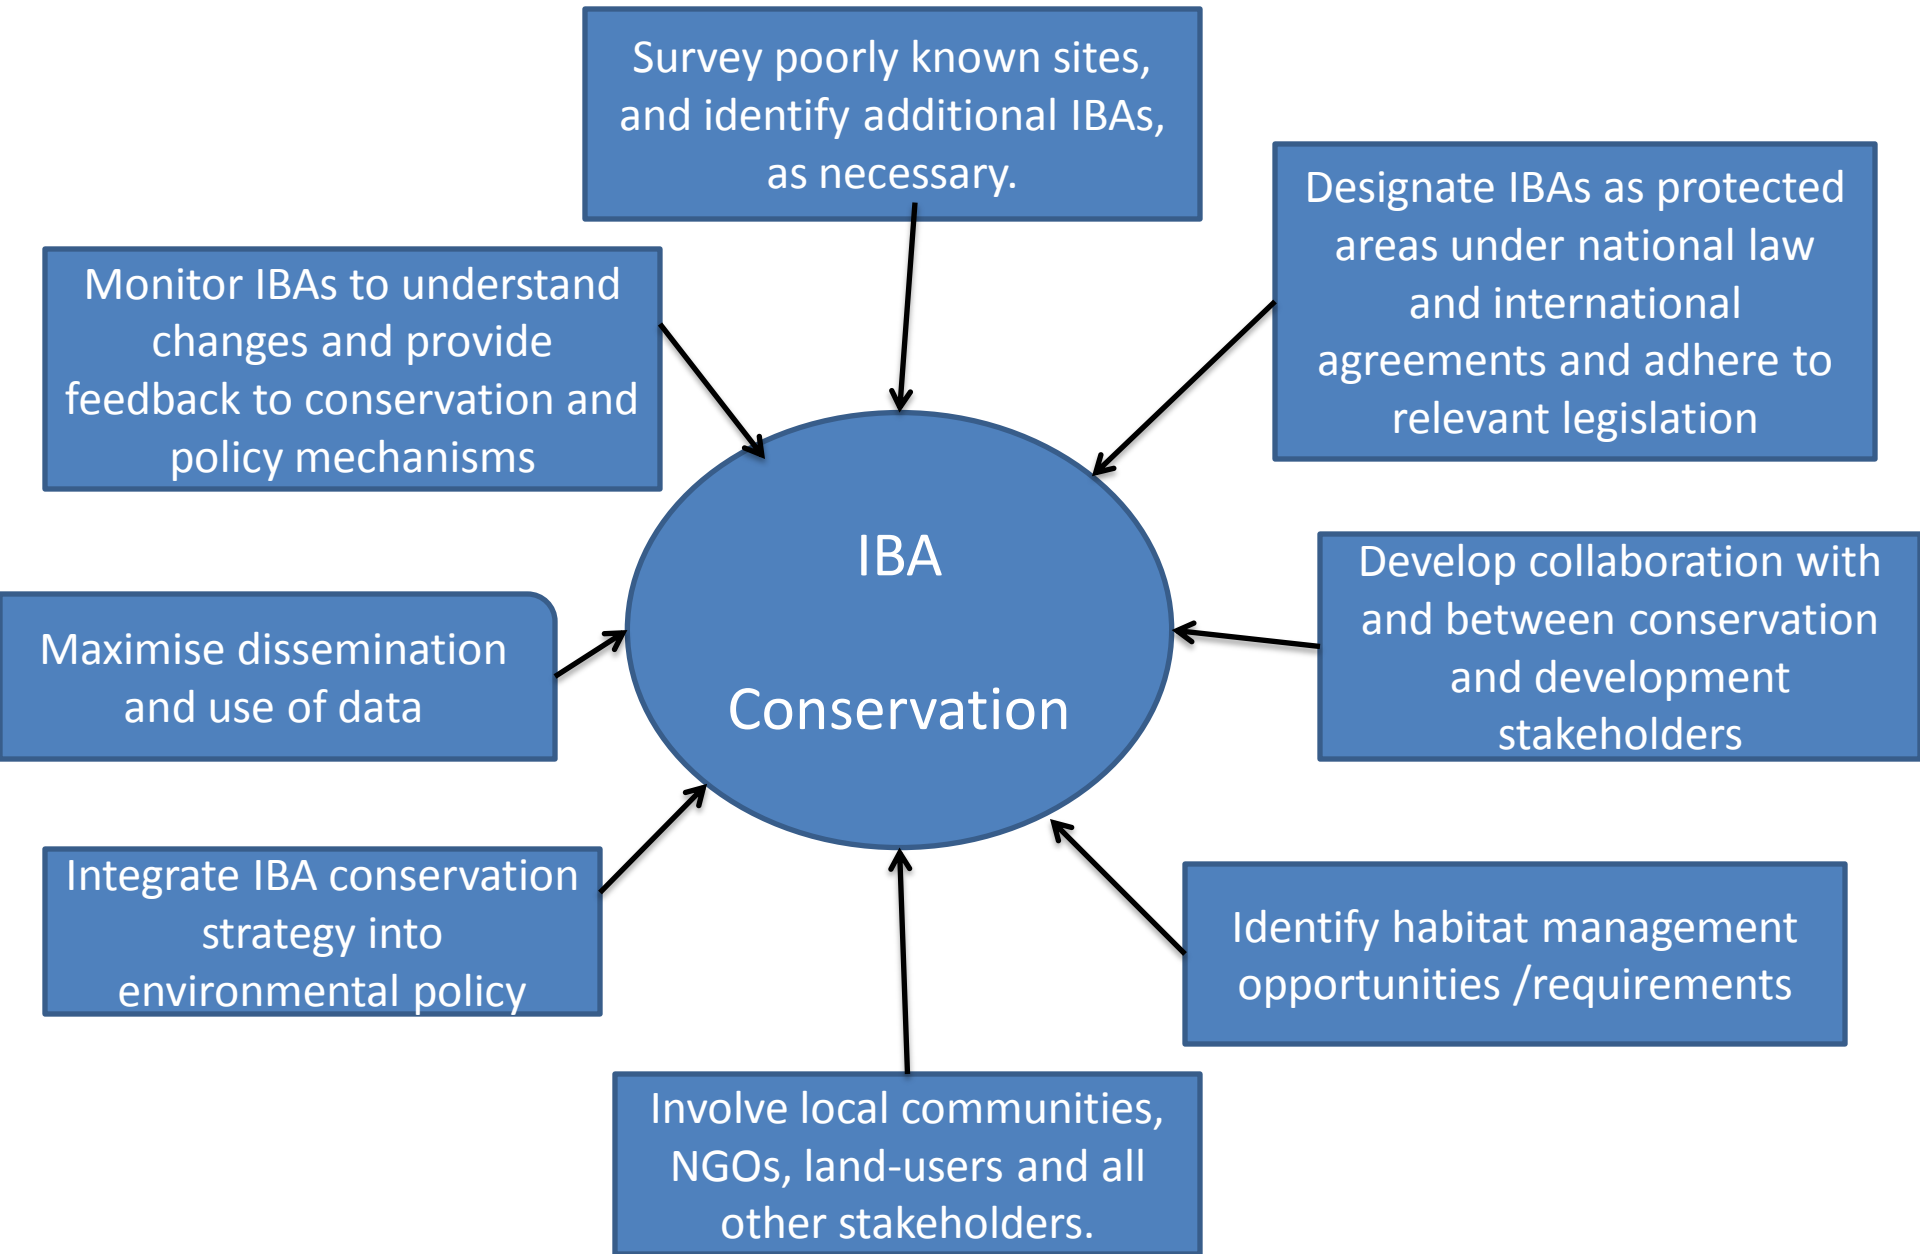 Survey poorly known sites,
and identify additional IBAs,
as necessary.
Designate IBAs as protected
areas under national law
and international
agreements and adhere to
relevant legislation
Monitor IBAs to understand
changes and provide
feedback to conservation and
policy mechanisms
IBA
Conservation
Develop collaboration with
and between conservation
and development
stakeholders
Maximise dissemination
and use of data
Integrate IBA conservation
strategy into
environmental policy
Identify habitat management
opportunities /requirements
Involve local communities,
NGOs, land-users and all
other stakeholders.